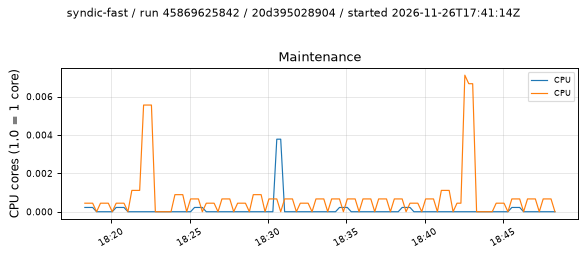 syndic-fast / run 45869625842 / 20d395028904 / started 2026-11-26T17:41:14Z
Maintenance
CPU cores (1.0 = 1 core)
0.006
0.004
0.002
0.000
CPU
CPU
18:20
18:25
18:30
18:35
18:40
18:45